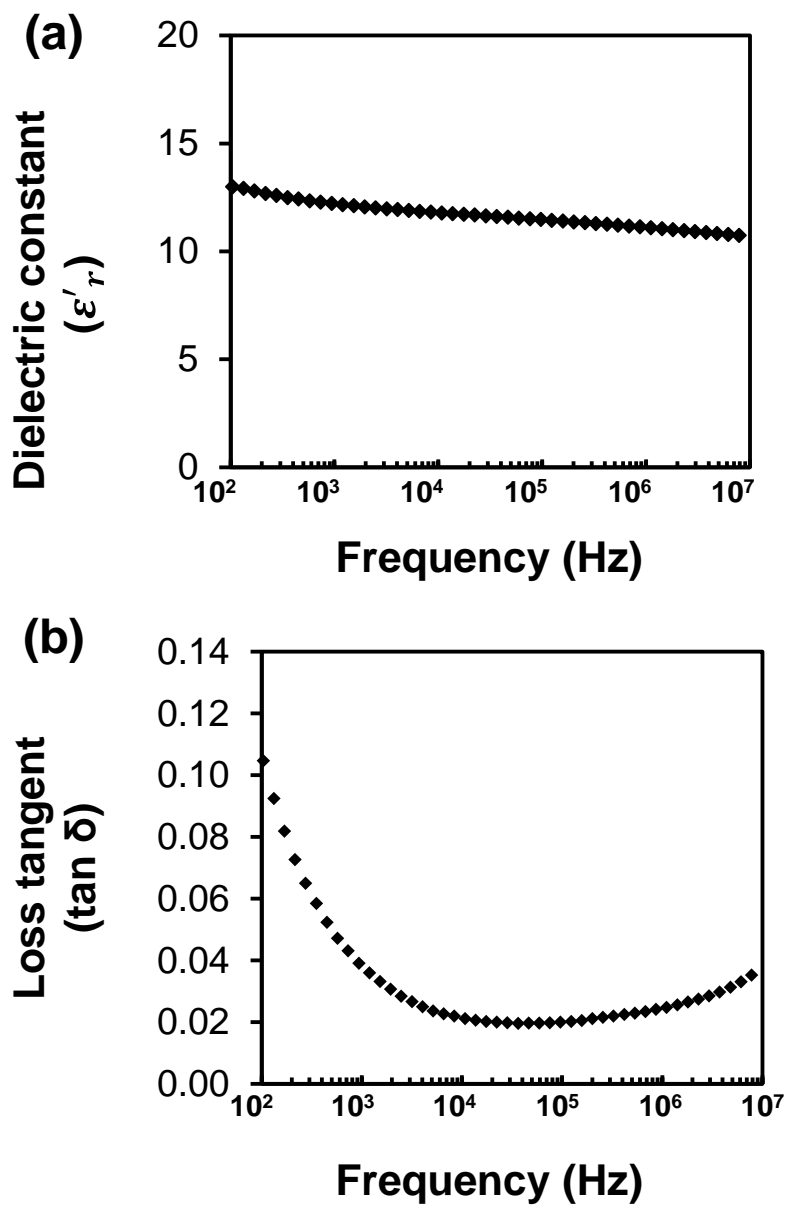 (a)
20
15
10
5
0
10² 10³ 10⁴ 10⁵ 10⁶ 10⁷
Dielectric constant
(ε'ᵣ)
Frequency (Hz)
(b)
0.14
0.12
0.10
0.08
0.06
0.04
0.02
0.00
10² 10³ 10⁴ 10⁵ 10⁶ 10⁷
Loss tangent
(tan δ)
Frequency (Hz)